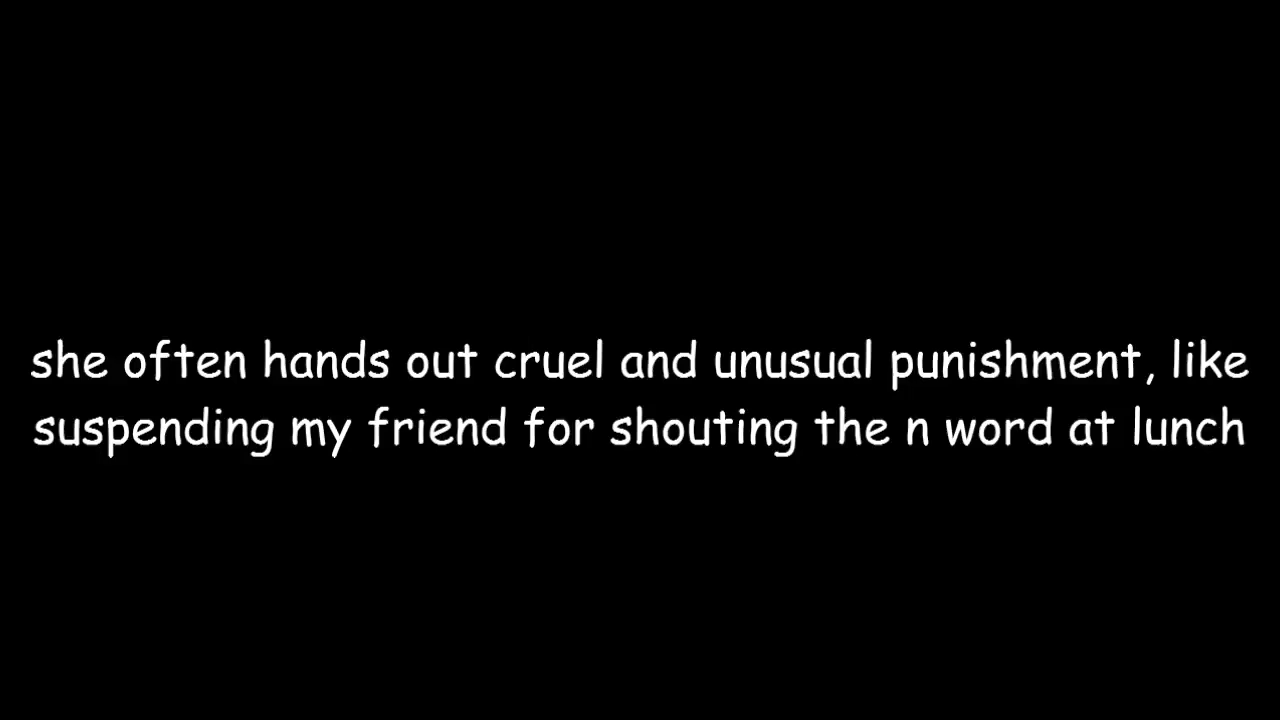 she often hands out cruel and unusual punishment, like
suspending my friend for shouting the n word at lunch